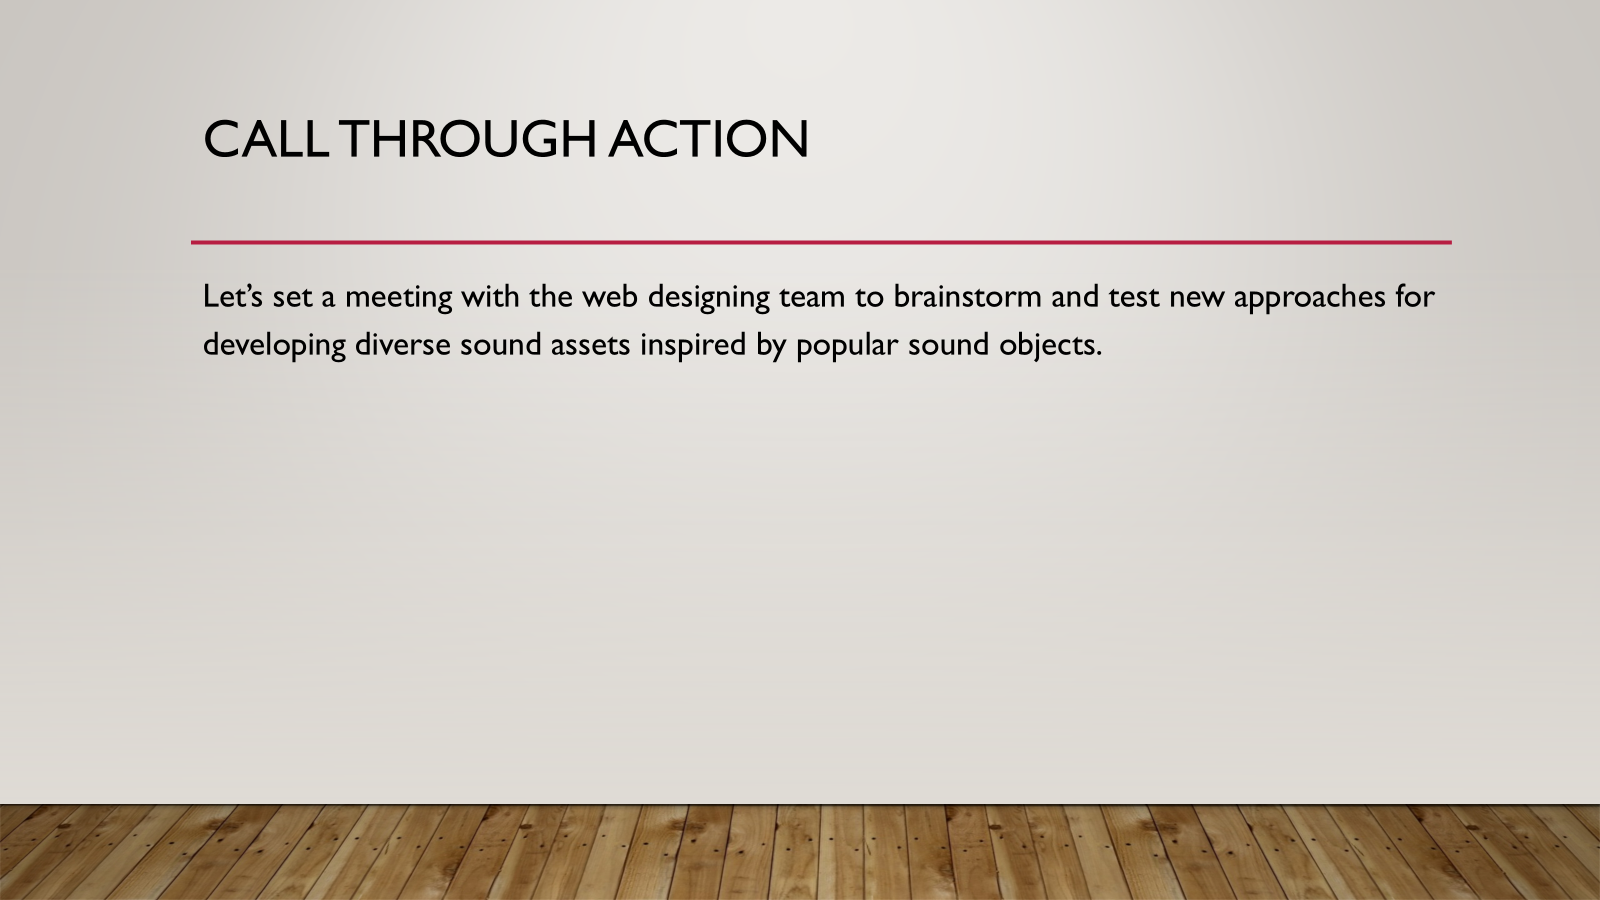 CALL THROUGH ACTION
Let’s set a meeting with the web designing team to brainstorm and test new approaches for
developing diverse sound assets inspired by popular sound objects.